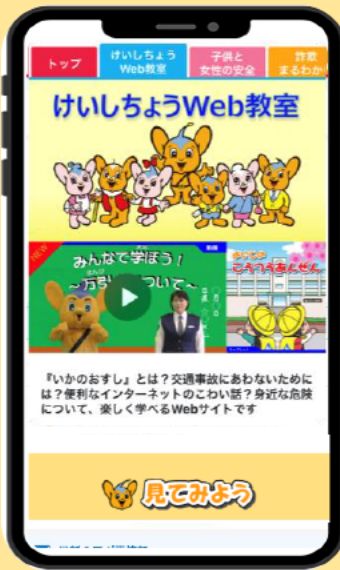 トップ
けいしちょう
Web教室
子供と
女性の安全
詐欺
まるわか
けいしちょうWeb教室
NEW
みんなで学ぼう！
～万引きについて～
動画
こうつうあんぜん
『いかのおすし』とは？交通事故にあわないために
は？便利なインターネットのこわい話？身近な危険
について、楽しく学べるWebサイトです
見てみよう